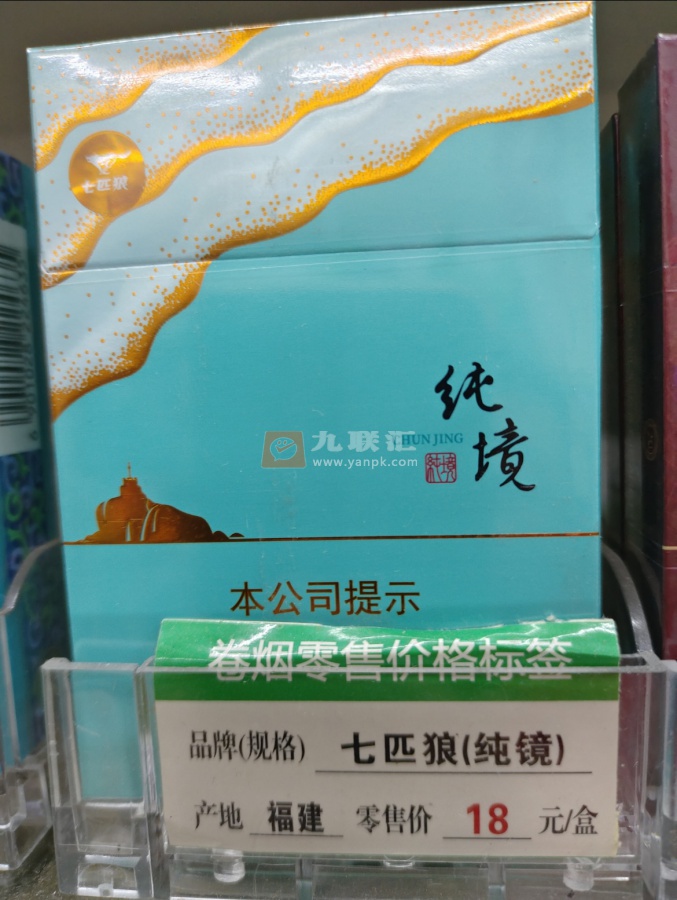 七匹狼
纯境
CHUN JING
纯境
九联汇
www.yanpk.com
本公司提示
卷烟零售价格标签
品牌(规格) 七匹狼(纯镜)
产地 福建 零售价 18 元/盒